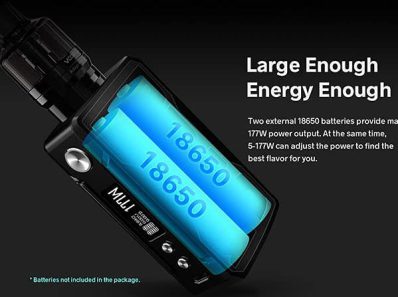 Large Enough
Energy Enough
Two external 18650 batteries provide ma
177W power output. At the same time,
5-177W can adjust the power to find the
best flavor for you.
18650
18650
177W
* Batteries not included in the package.